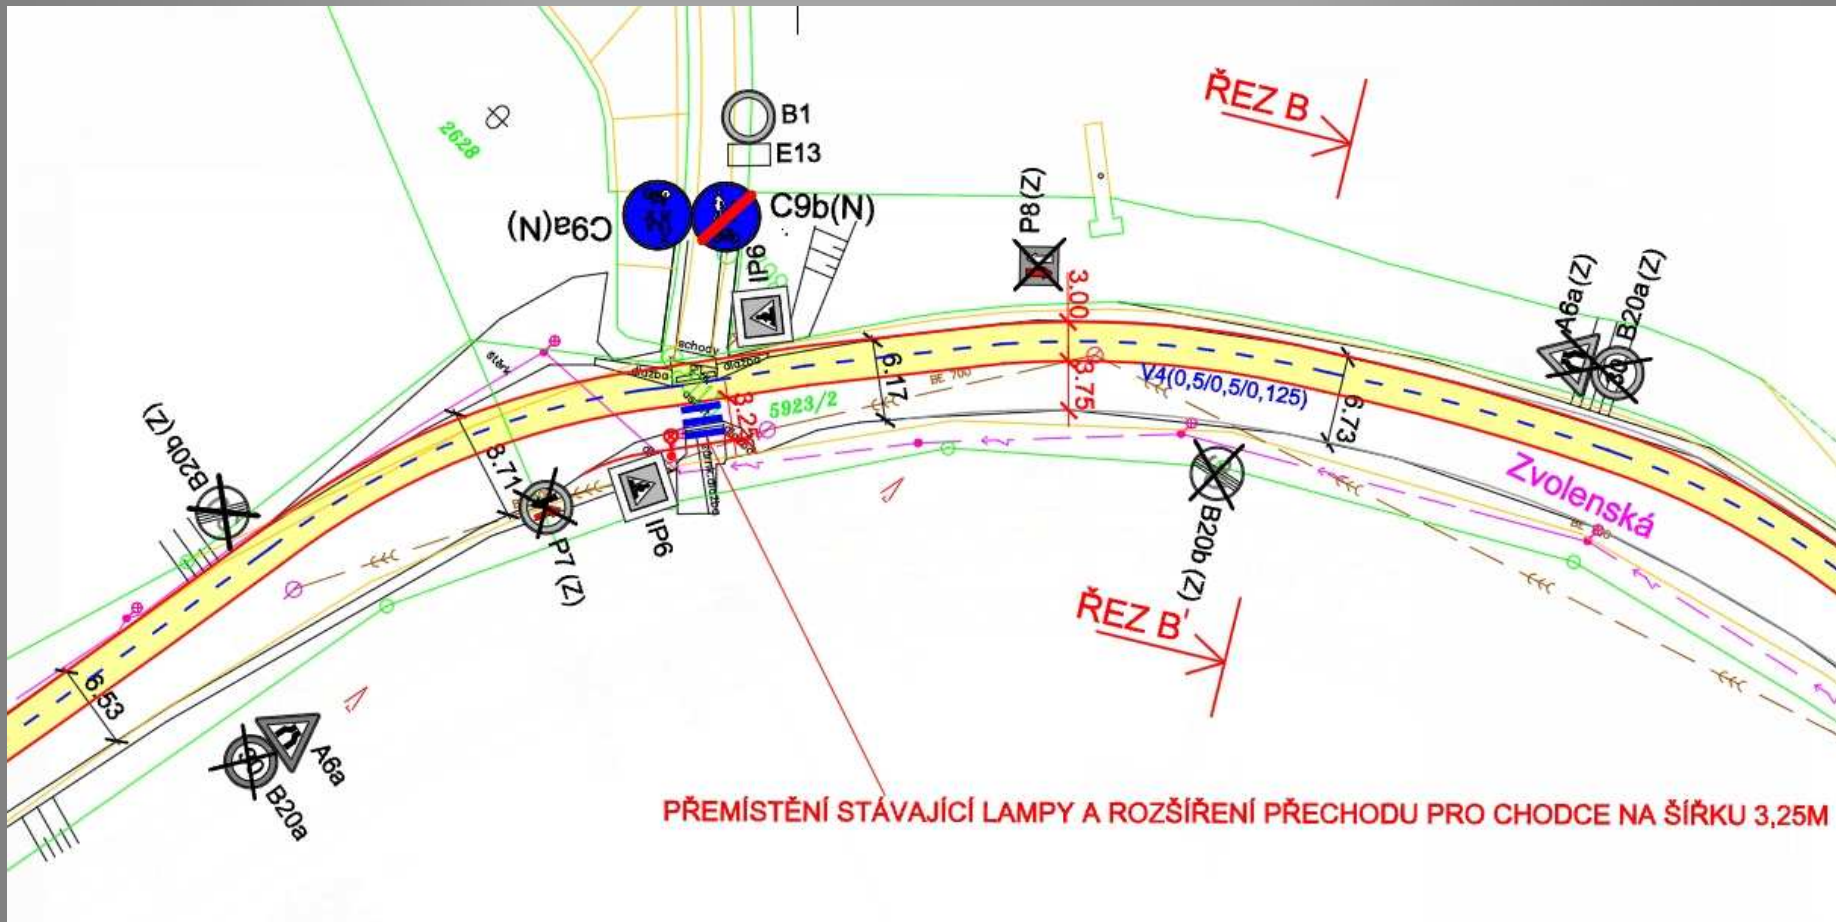 B1
E13
2628
ŘEZ B
C9a(N)
C9b(N)
IP6
P8(Z)
A6a(Z)
B20a(Z)
3.00
štěrk
schody
dlažba
dlažba
6.17
BE 700
3.75
V4(0,5/0,5/0,125)
6.73
5923/2
3.25
B20b (Z)
8.71
Zvolenská
P7 (Z)
IP6
B20b (Z)
ŘEZ B'
6.53
A6a
B20a
PŘEMÍSTĚNÍ STÁVAJÍCÍ LAMPY A ROZŠÍŘENÍ PŘECHODU PRO CHODCE NA ŠÍŘKU 3,25M